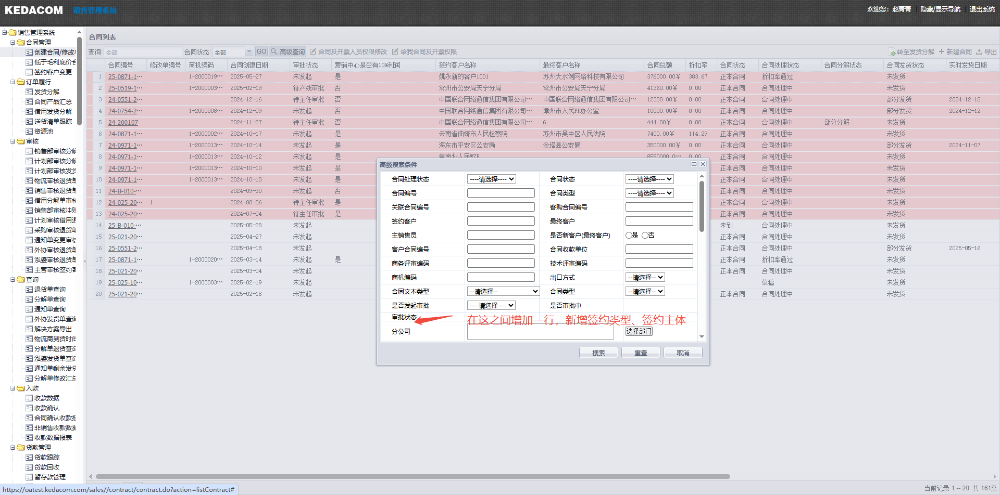 KEDACOM 销售管理系统 欢迎您: 赵青青 隐藏/显示导航 退出系统
销售管理系统
合同管理
创建合同/修改
低于毛利底价合
签约客户变更
订单履行
发货分解
合同产品汇总
借用发货分解
送货清单跟踪
资源池
审核
销售部审核分解
计划部审核分解
计划部审核发货
物流审核退货单
销售审核退货单
借用分解单审核
销售部审核冲账
计划审核借用退
采购审核退货单
通知单变更审核
外协审核退货单
泓鎏审核退货单
主管审核签约客
查询
退货单查询
分解单查询
通知单查询
外协发货单查询
解决方案导出
物流商到货时间
分解单退货查询
泓鎏发货单查询
通知单剩余发货
分解单修改汇总
入款
收款数据
收款确认
合同确认收款报
非销售收款数据
收款数据报表
货款管理
货款跟踪
货款回收
暂存款管理
合同列表
查询: 全部 合同状态: 全部 GO 高级查询 合同及开票人员权限修改 给我合同及开票权限 转至发货分解 新建合同 导出
合同编号 修改单编号 商机编码 合同创建日期 审批状态 营销中心是否有10%利润 签约客户名称 最终客户名称 合同总额 折扣率 合同状态 合同处理状态 合同分解状态 合同发货状态 实时发货日期
1 25-0871-1··· 1-2000019··· 2025-05-27 未发起 是 姚永新的客户1001 苏州大水例网络科技有限公司 376000.00￥ 383.67 正本合同 折扣率通过 未发货
2 25-0519-1··· 1-2000003··· 2025-02-19 待产线审批 否 常州市公安局天宁分局 常州市公安局天宁分局 41360.00￥ 0.00 正本合同 合同处理中 未发货
3 24-0551-2··· 2024-12-16 待主任审批 否 中国联合网络通信集团有限公司··· 中国联合网络通信集团有限公司··· 12300.00￥ 0.00 正本合同 合同处理中 部分发货 2024-12-18
4 24-0754-2··· 1-2000008··· 2024-12-09 未发起 否 中国联合网络通信集团有限公司··· 漳州市人民FK办公室 10000.00￥ 0.00 正本合同 合同处理中 部分发货 2024-12-12
5 24-200107 2024-11-27 待主任审批 否 中国联合网络通信集团有限公司··· 6 444.00￥ 0.00 正本合同 合同处理中 部分分解 未发货
6 24-0871-1··· 1-2000002··· 2024-10-17 未发起 是 云南省曲靖市人民检察院 苏州市吴中区人民法院 7400.00￥ 114.29 正本合同 合同处理中 未发货
7 24-0971-1··· 1-2000013··· 2024-10-14 未发起 是 海东市平安区公安局 金塔县公安局 350000.00￥ 0.00 正本合同 合同处理中 部分发货 2024-11-07
8 24-0971-1··· 1-2000013··· 2024-10-12 未发起 是 黄南州人民WZB 8550000.0··· 0.00 正本合同 合同处理中 未发货
9 24-0971-1··· 1-2000013··· 2024-10-10 未发起 是 正本合同 合同处理中 未发货
10 24-0971-1··· 1-2000013··· 2024-10-10 未发起 是 正本合同 合同处理中 未发货
11 24-B-010-··· 2024-09-30 未发起 否 正本合同 合同处理中 未发货
12 24-025-20··· 1 2024-08-06 待主任审批 是 正本合同 合同处理中 未发货
13 24-025-20··· 2024-07-04 待主任审批 是 正本合同 合同处理中 未发货
14 25-B-010-··· 2025-05-28 未发起 未到 合同处理中 未发货
15 25-021-20··· 2025-04-27 未发起 正本合同 合同处理中 未发货
16 25-0551-2··· 2025-04-18 未发起 正本合同 合同处理中 部分发货 2025-05-16
17 25-0871-1··· 1-2000020··· 2025-03-14 未发起 是 正本合同 折扣率通过 未发货
18 25-021-20··· 2025-03-04 未发起 正本合同 合同处理中 未发货
19 25-025-10··· 1-2000003··· 2025-02-19 未发起 草稿 未发货
20 25-021-20··· 2025-02-18 未发起 正本合同 合同处理中 未发货
高级搜索条件
合同处理状态 ----请选择---- 合同状态 ----请选择----
合同编号 合同类型 ----请选择----
关联合同编号 客购合同编号
签约客户 最终客户
主销售员 是否新客户(最终客户) 是 否
客户合同编号 合同收款单位
商务评审编码 技术评审编码
商机编码 出口方式 --请选择--
合同文本类型 --请选择-- 合同类型 --请选择--
是否发起审批 ----请选择---- 是否审批中
审批状态
在这之间增加一行，新增签约类型、签约主体
分公司 选择部门
搜索 重置 取消
https://oatest.kedacom.com/sales//contract/contract.do?action=listContract#
当前记录 1 -- 20 共 161条